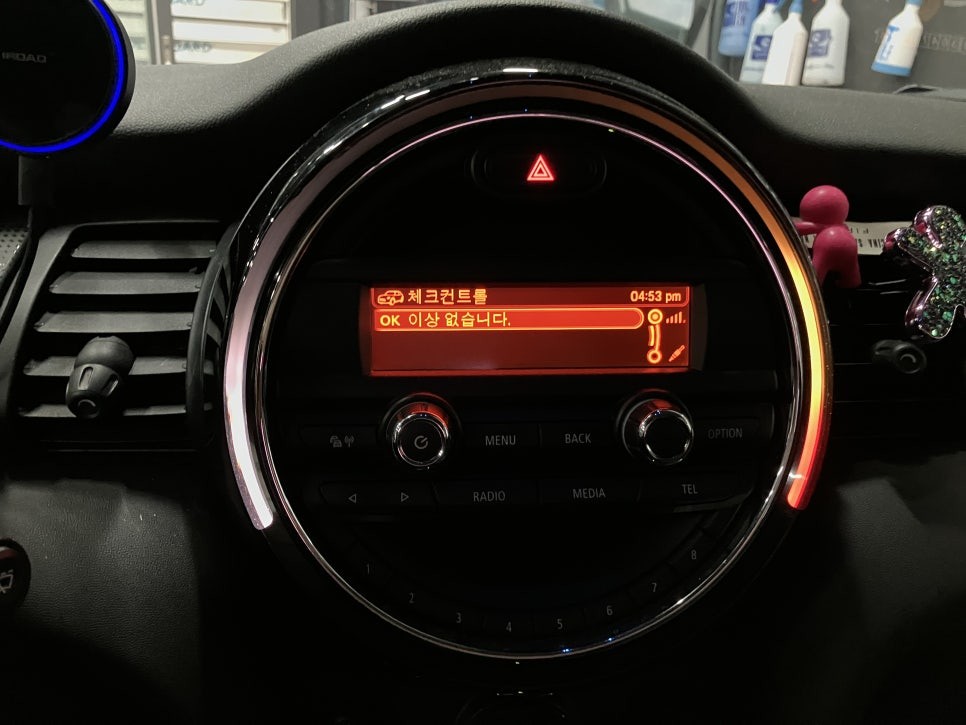 IROAD
체크컨트롤 04:53 pm
OK 이상 없습니다.
MENU BACK OPTION
RADIO MEDIA TEL
1 2 3 4 5 6 7 8